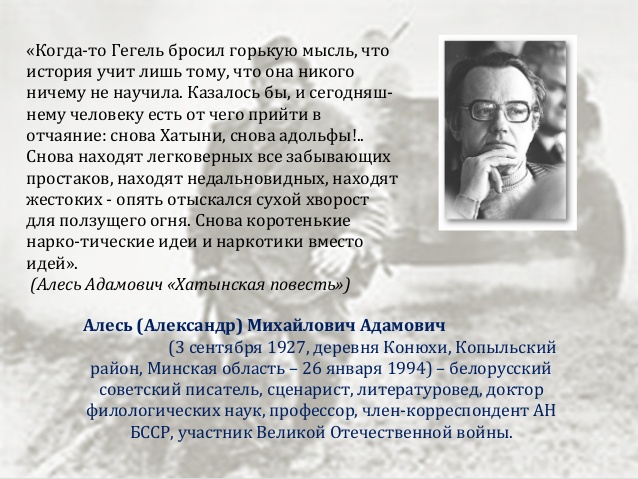 «Когда-то Гегель бросил горькую мысль, что
история учит лишь тому, что она никого
ничему не научила. Казалось бы, и сегодняш-
нему человеку есть от чего прийти в
отчаяние: снова Хатыни, снова адольфы!..
Снова находят легковерных все забывающих
простаков, находят недальновидных, находят
жестоких - опять отыскался сухой хворост
для ползущего огня. Снова коротенькие
нарко-тические идеи и наркотики вместо
идей».
(Алесь Адамович «Хатынская повесть»)
Алесь (Александр) Михайлович Адамович
(3 сентября 1927, деревня Конюхи, Копыльский
район, Минская область – 26 января 1994) – белорусский
советский писатель, сценарист, литературовед, доктор
филологических наук, профессор, член-корреспондент АН
БССР, участник Великой Отечественной войны.